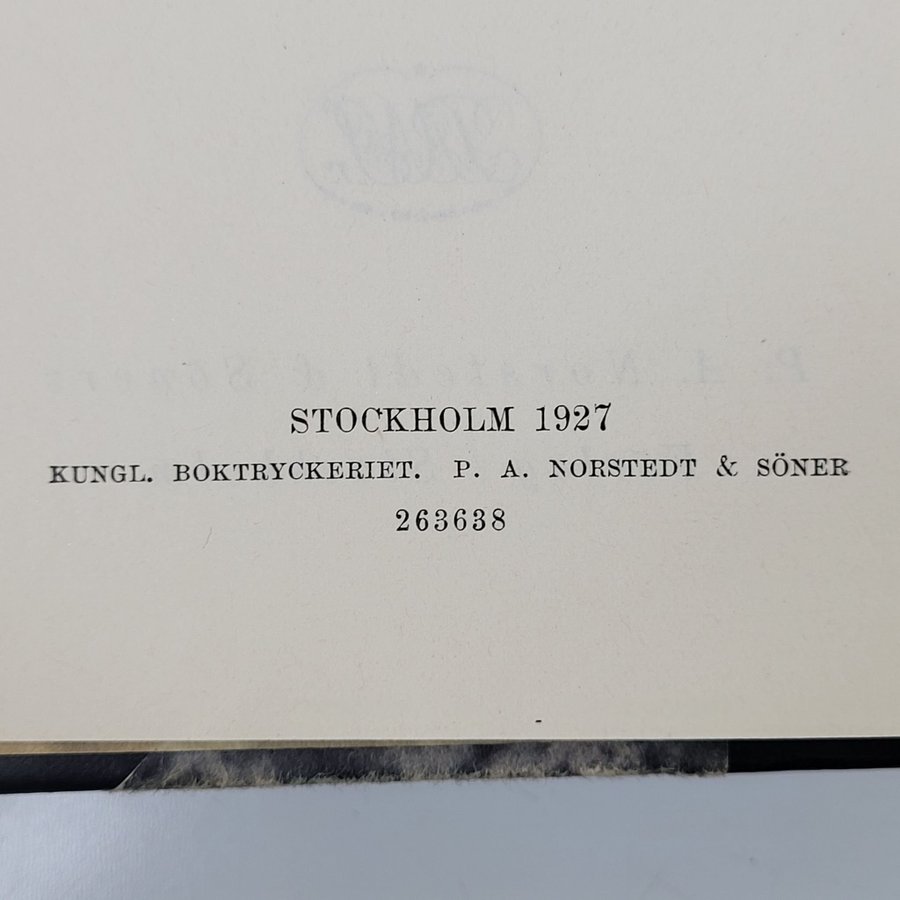 STOCKHOLM 1927
KUNGL. BOKTRYCKERIET. P. A. NORSTEDT & SÖNER
263638